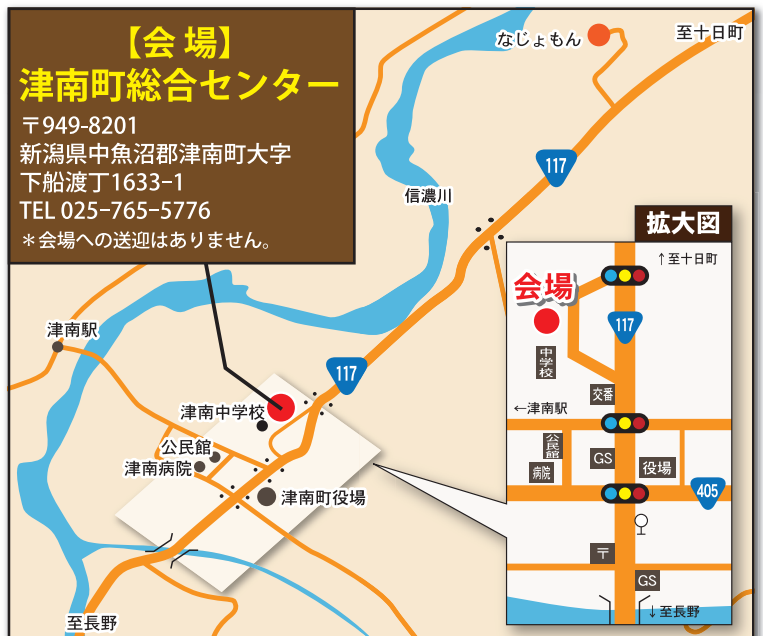 【会 場】
津南町総合センター
〒949-8201
新潟県中魚沼郡津南町大字
下船渡丁1633-1
TEL 025-765-5776
＊会場への送迎はありません。
なじょもん
至十日町
117
信濃川
津南駅
117
津南中学校
公民館
津南病院
津南町役場
至長野
拡大図
↑至十日町
会場
117
中学校
交番
←津南駅
公民館
GS
病院
役場
405
〒
GS
↓至長野